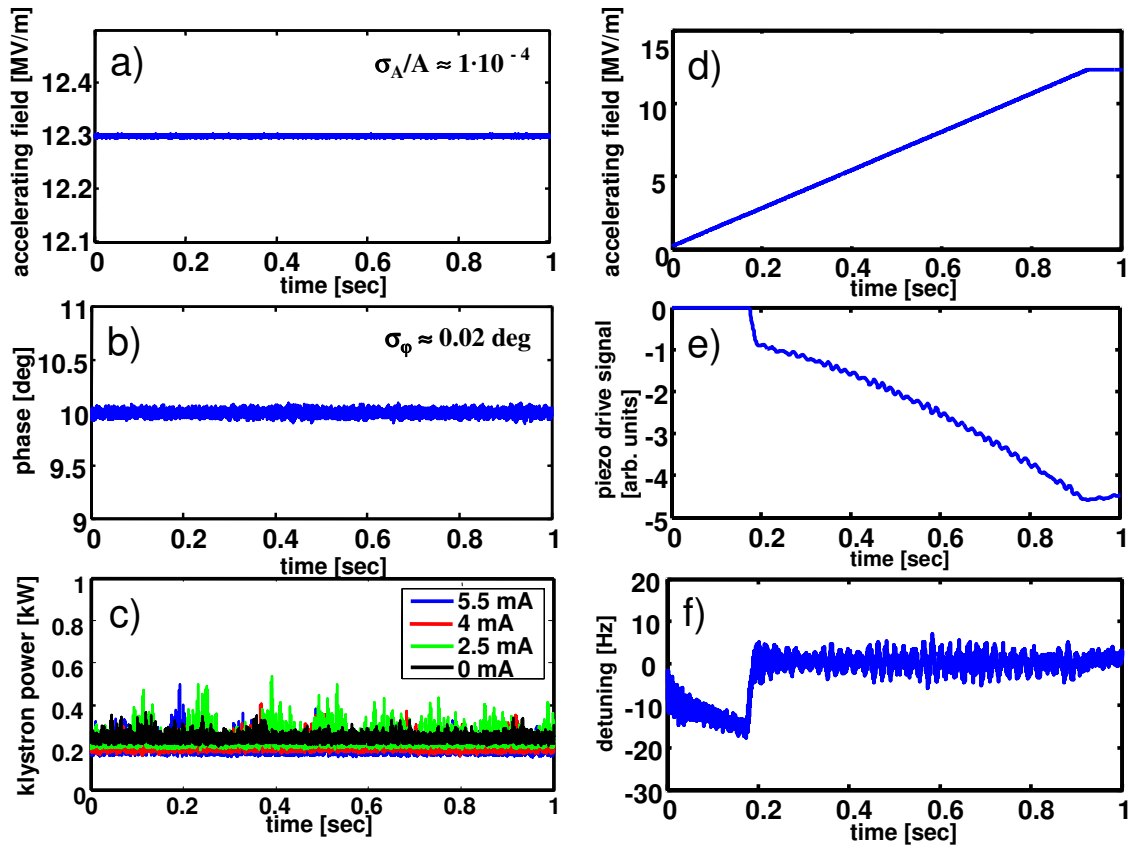 a)
σ_A/A ≈ 1·10⁻⁴
accelerating field [MV/m]
12.4
12.3
12.2
12.1
0 0.2 0.4 0.6 0.8 1
time [sec]
b)
σ_φ ≈ 0.02 deg
phase [deg]
11
10.5
10
9.5
9
0 0.2 0.4 0.6 0.8 1
time [sec]
c)
klystron power [kW]
1
0.8
0.6
0.4
0.2
0
5.5 mA
4 mA
2.5 mA
0 mA
0 0.2 0.4 0.6 0.8 1
time [sec]
d)
accelerating field [MV/m]
15
10
5
0
0 0.2 0.4 0.6 0.8 1
time [sec]
e)
piezo drive signal
[arb. units]
0
-1
-2
-3
-4
-5
0 0.2 0.4 0.6 0.8 1
time [sec]
f)
detuning [Hz]
20
10
0
-10
-20
-30
0 0.2 0.4 0.6 0.8 1
time [sec]